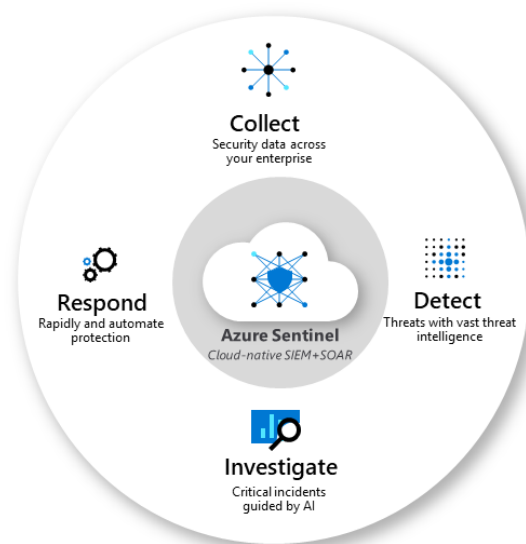 Collect
Security data across
your enterprise
Respond
Rapidly and automate
protection
Azure Sentinel
Cloud-native SIEM+SOAR
Detect
Threats with vast threat
intelligence
Investigate
Critical incidents
guided by AI